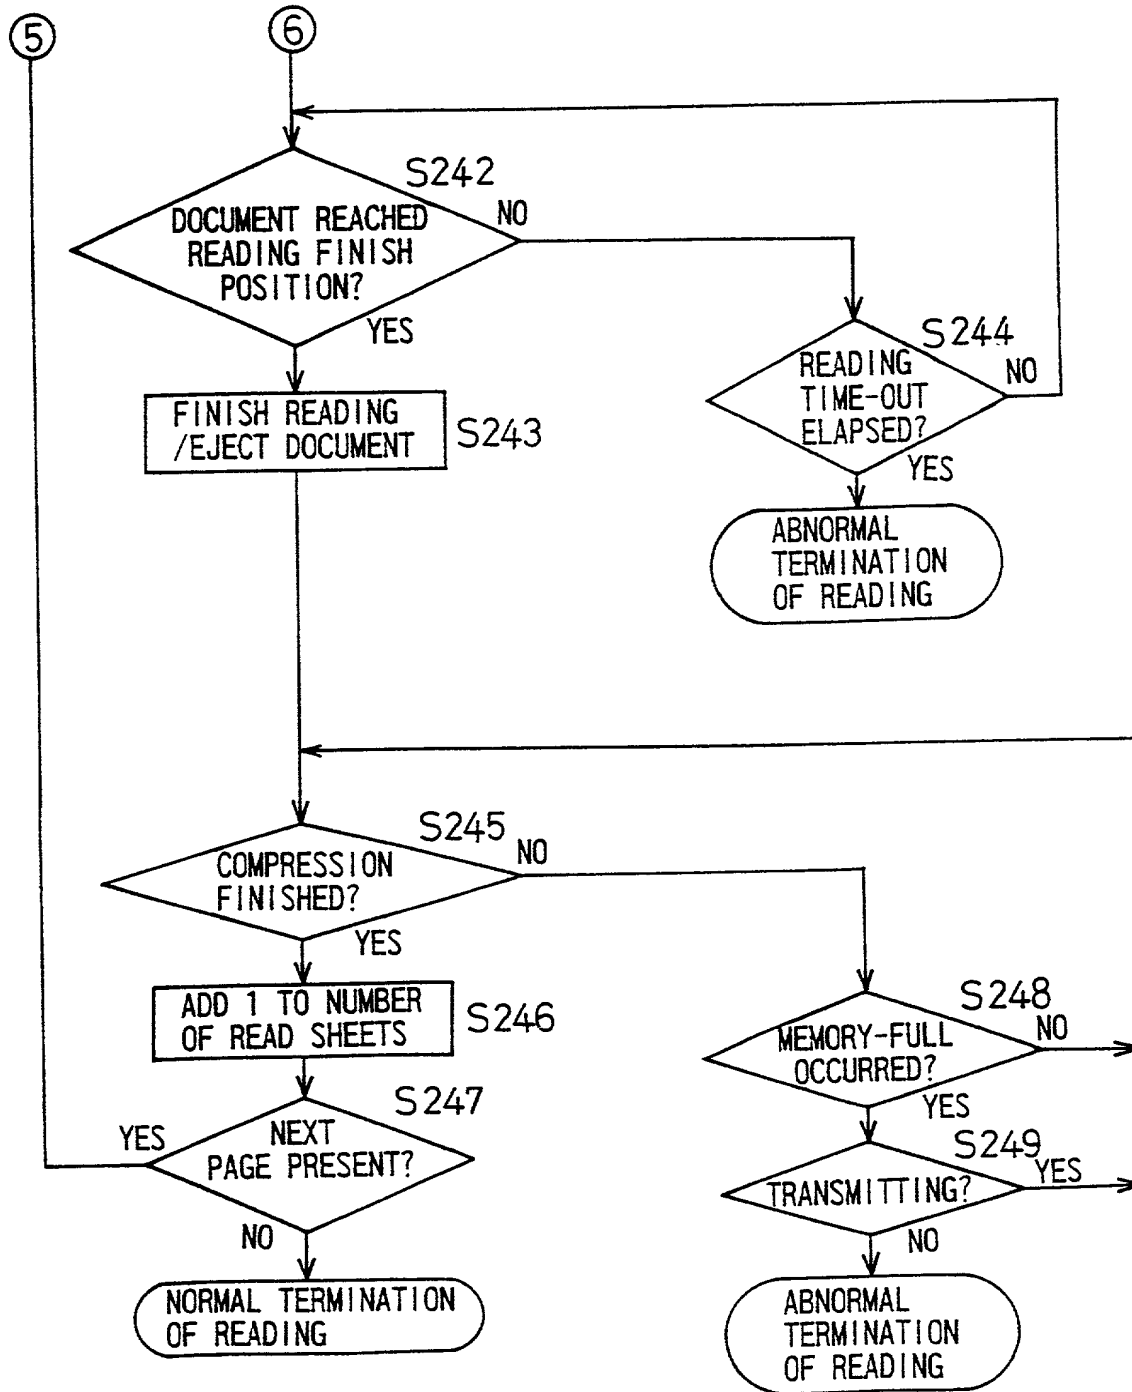 5
6
S242
DOCUMENT REACHED
READING FINISH
POSITION?
NO
YES
S244
READING
TIME-OUT
ELAPSED?
NO
YES
FINISH READING
/EJECT DOCUMENT
S243
ABNORMAL
TERMINATION
OF READING
S245
COMPRESSION
FINISHED?
NO
YES
ADD 1 TO NUMBER
OF READ SHEETS
S246
S248
MEMORY-FULL
OCCURRED?
NO
YES
S247
NEXT
PAGE PRESENT?
YES
NO
S249
TRANSMITTING?
YES
NO
NORMAL TERMINATION
OF READING
ABNORMAL
TERMINATION
OF READING